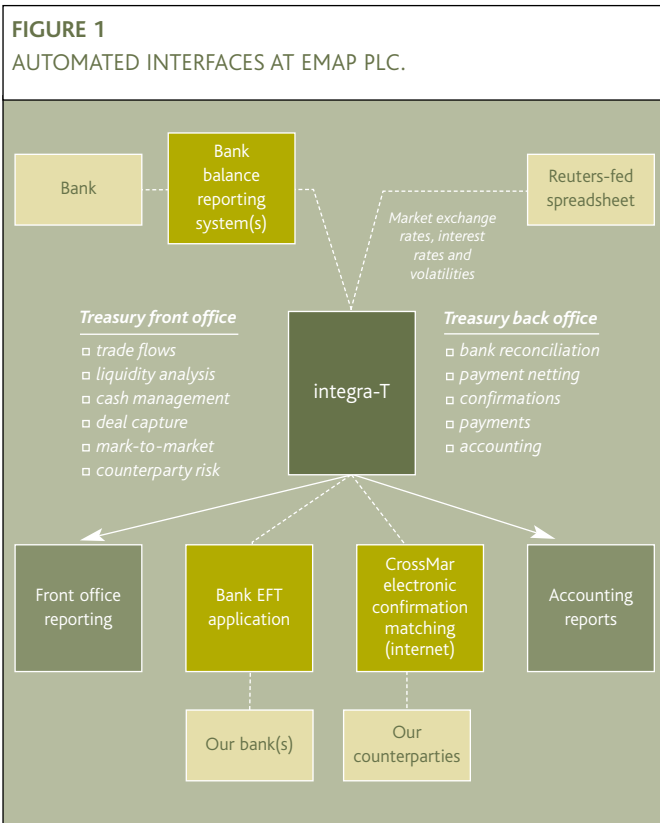 FIGURE 1
AUTOMATED INTERFACES AT EMAP PLC.
Bank
Bank
balance
reporting
system(s)
Reuters-fed
spreadsheet
Market exchange
rates, interest
rates and
volatilities
Treasury front office
trade flows
liquidity analysis
cash management
deal capture
mark-to-market
counterparty risk
integra-T
Treasury back office
bank reconciliation
payment netting
confirmations
payments
accounting
Front office
reporting
Bank EFT
application
CrossMar
electronic
confirmation
matching
(internet)
Accounting
reports
Our bank(s)
Our
counterparties